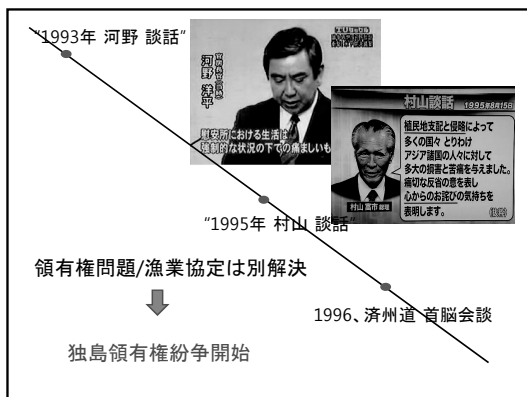 "1993年 河野 談話"
河野 洋平
慰安所における生活は
強制的な状況の下での痛ましいも
村山談話 1995年8月15日
植民地支配と侵略によって
多くの国々 とりわけ
アジア諸国の人々に対して
多大の損害と苦痛を与えました。
痛切な反省の意を表し
心からのお詫びの気持ちを
表明します。
村山 富市 総理
"1995年 村山 談話"
領有権問題/漁業協定は別解決
1996、済州道 首脳会談
独島領有権紛争開始